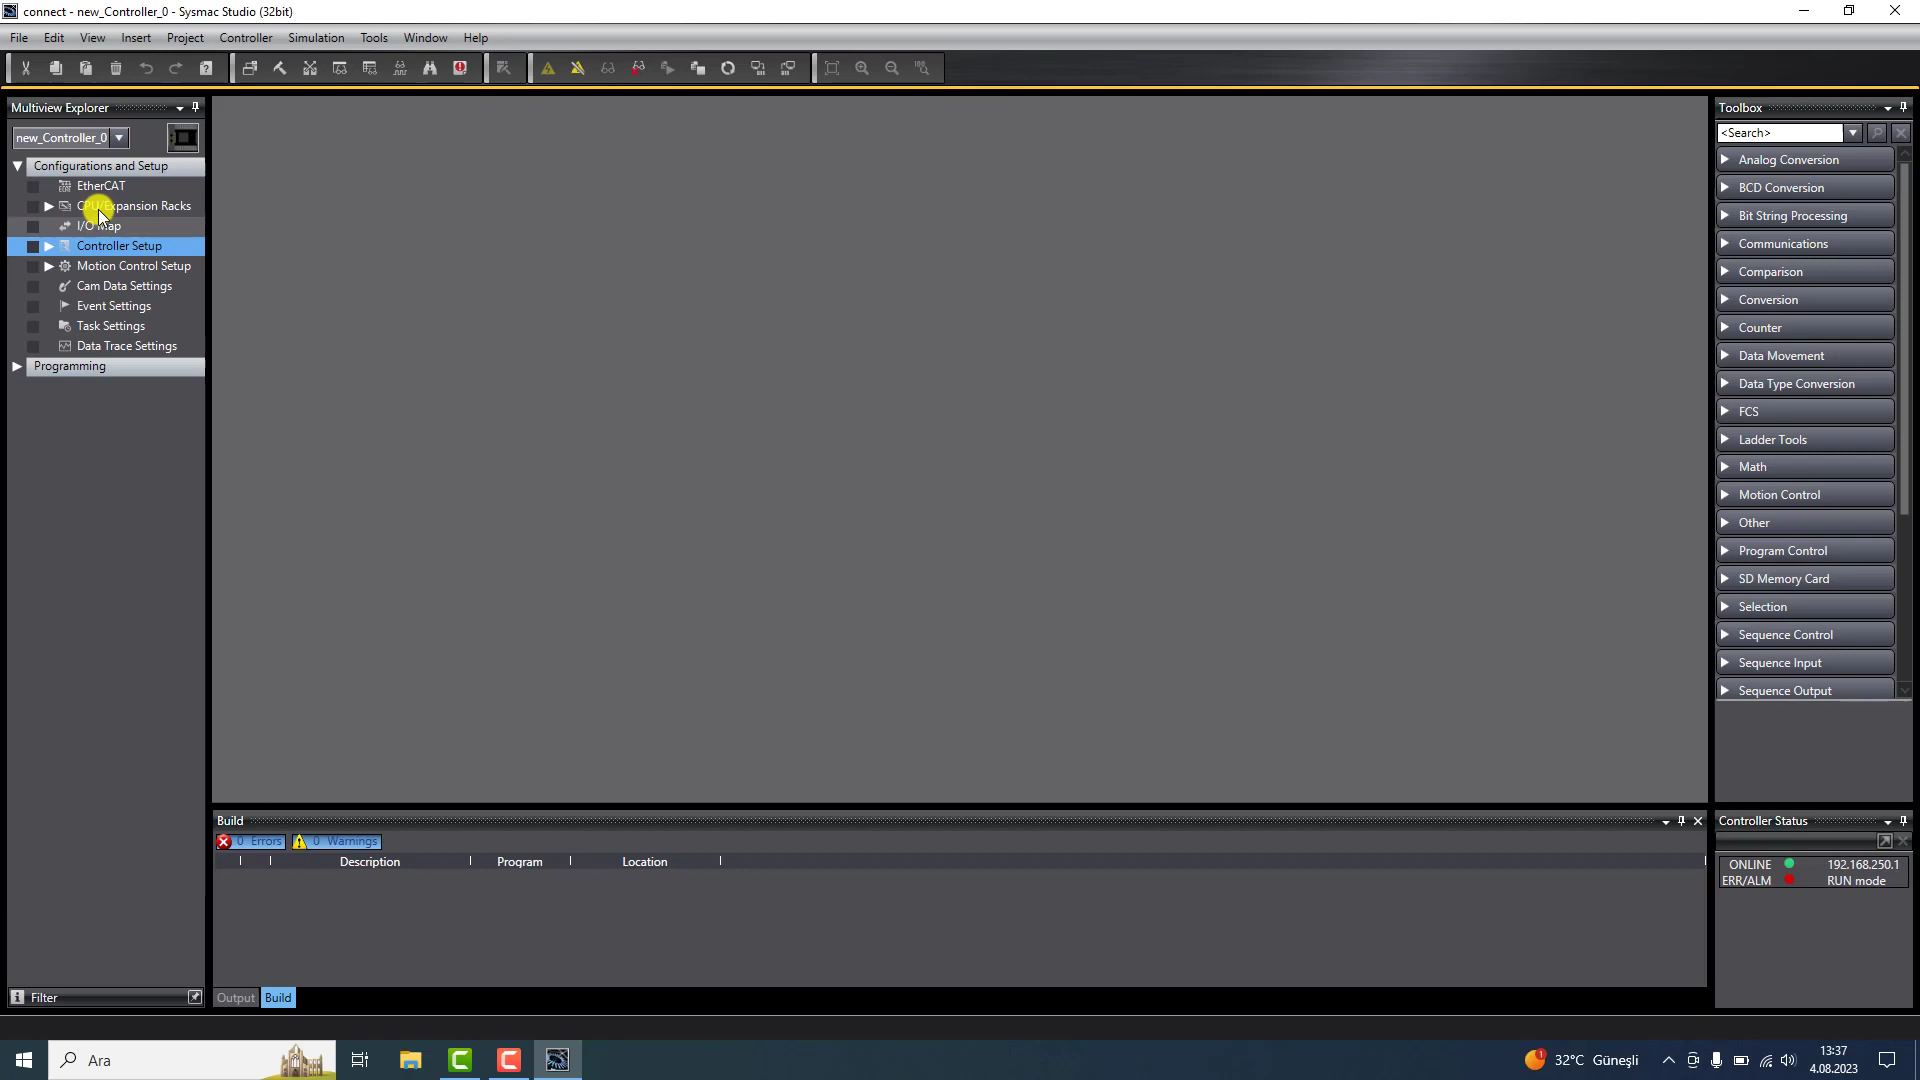 connect - new_Controller_0 - Sysmac Studio (32bit)
File Edit View Insert Project Controller Simulation Tools Window Help
Multiview Explorer
new_Controller_0
Configurations and Setup
EtherCAT
CPU/Expansion Racks
I/O Map
Controller Setup
Motion Control Setup
Cam Data Settings
Event Settings
Task Settings
Data Trace Settings
Programming
Filter
Build
0 Errors 0 Warnings
Description Program Location
Output Build
Toolbox
<Search>
Analog Conversion
BCD Conversion
Bit String Processing
Communications
Comparison
Conversion
Counter
Data Movement
Data Type Conversion
FCS
Ladder Tools
Math
Motion Control
Other
Program Control
SD Memory Card
Selection
Sequence Control
Sequence Input
Sequence Output
Controller Status
ONLINE 192.168.250.1
ERR/ALM RUN mode
Ara
1
32°C Güneşli
13:37
4.08.2023